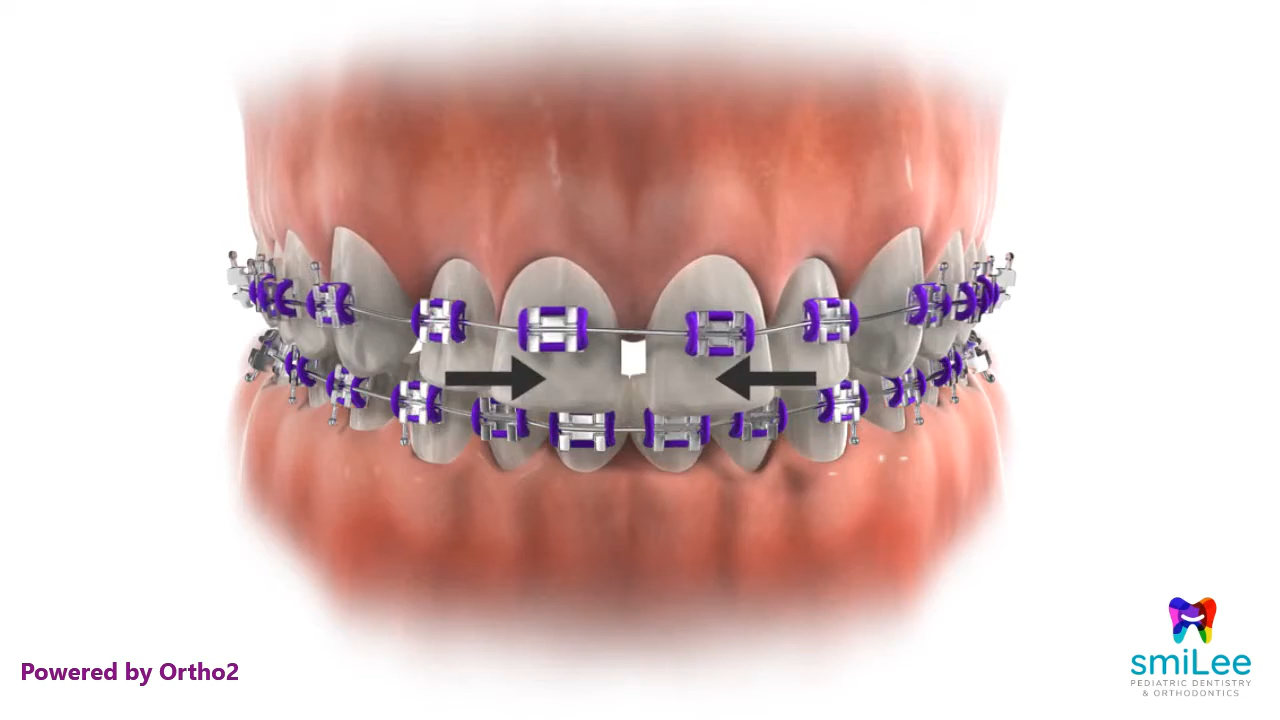 Powered by Ortho2
smiLee
PEDIATRIC DENTISTRY
& ORTHODONTICS